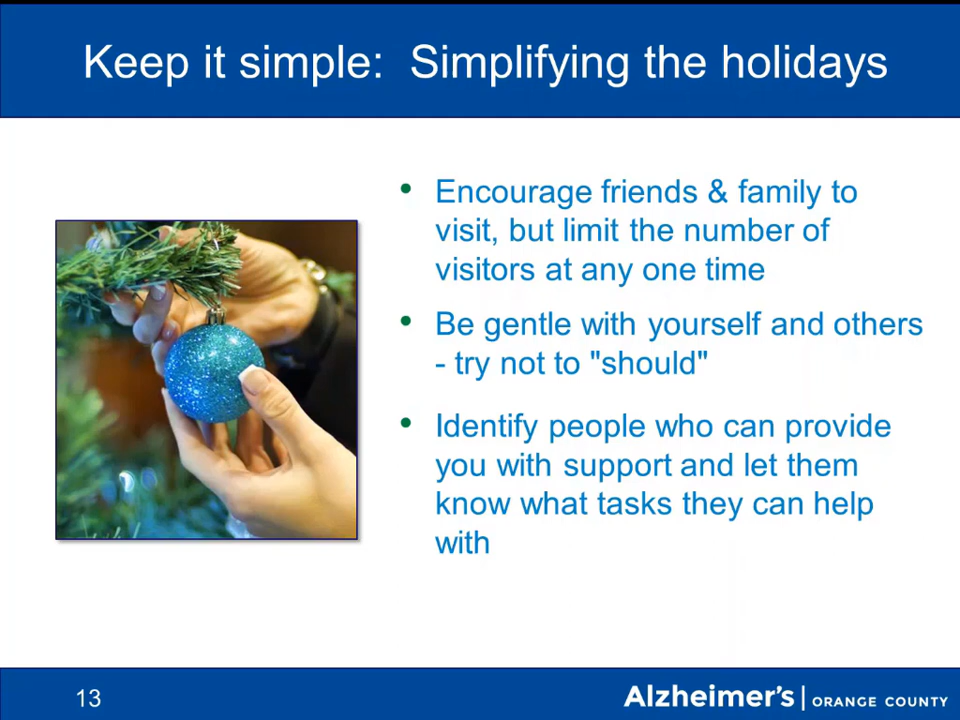 Keep it simple:  Simplifying the holidays
• Encourage friends & family to
visit, but limit the number of
visitors at any one time
• Be gentle with yourself and others
- try not to "should"
• Identify people who can provide
you with support and let them
know what tasks they can help
with
13
Alzheimer's | ORANGE COUNTY